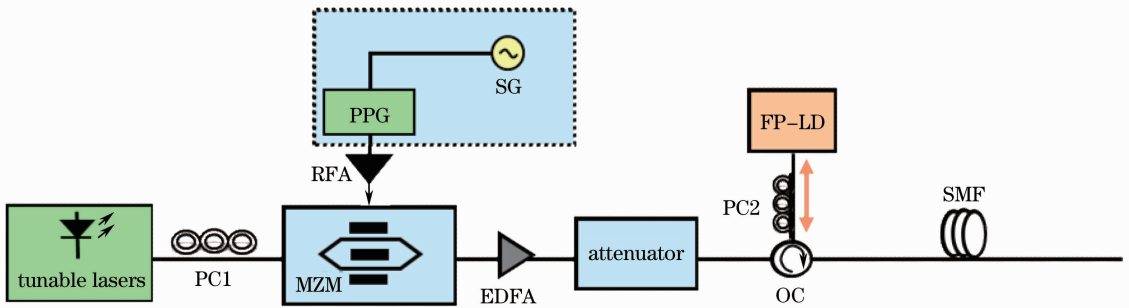 SG
PPG
FP-LD
RFA
SMF
PC2
attenuator
tunable lasers
PC1
MZM
EDFA
OC